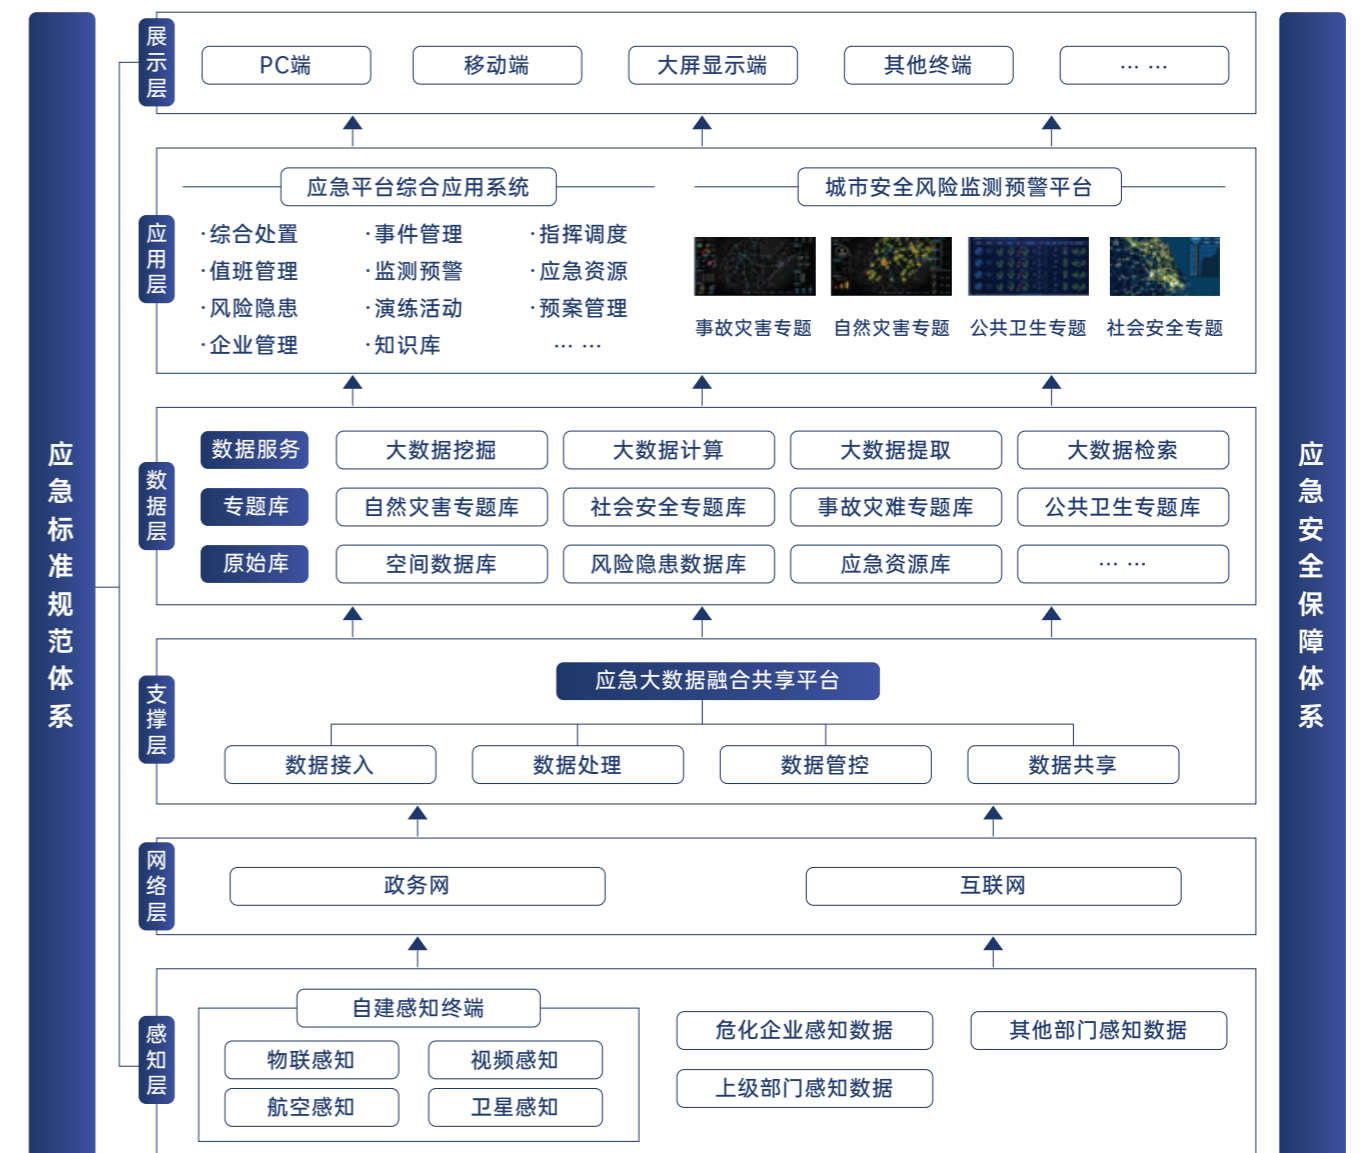 应急标准规范体系
展示层
PC端
移动端
大屏显示端
其他终端
… …
应用层
应急平台综合应用系统
·综合处置
·事件管理
·指挥调度
·值班管理
·监测预警
·应急资源
·风险隐患
·演练活动
·预案管理
·企业管理
·知识库
… …
城市安全风险监测预警平台
事故灾害专题
自然灾害专题
公共卫生专题
社会安全专题
数据层
数据服务
大数据挖掘
大数据计算
大数据提取
大数据检索
专题库
自然灾害专题库
社会安全专题库
事故灾难专题库
公共卫生专题库
原始库
空间数据库
风险隐患数据库
应急资源库
… …
支撑层
应急大数据融合共享平台
数据接入
数据处理
数据管控
数据共享
网络层
政务网
互联网
感知层
自建感知终端
物联感知
视频感知
航空感知
卫星感知
危化企业感知数据
其他部门感知数据
上级部门感知数据
应急安全保障体系